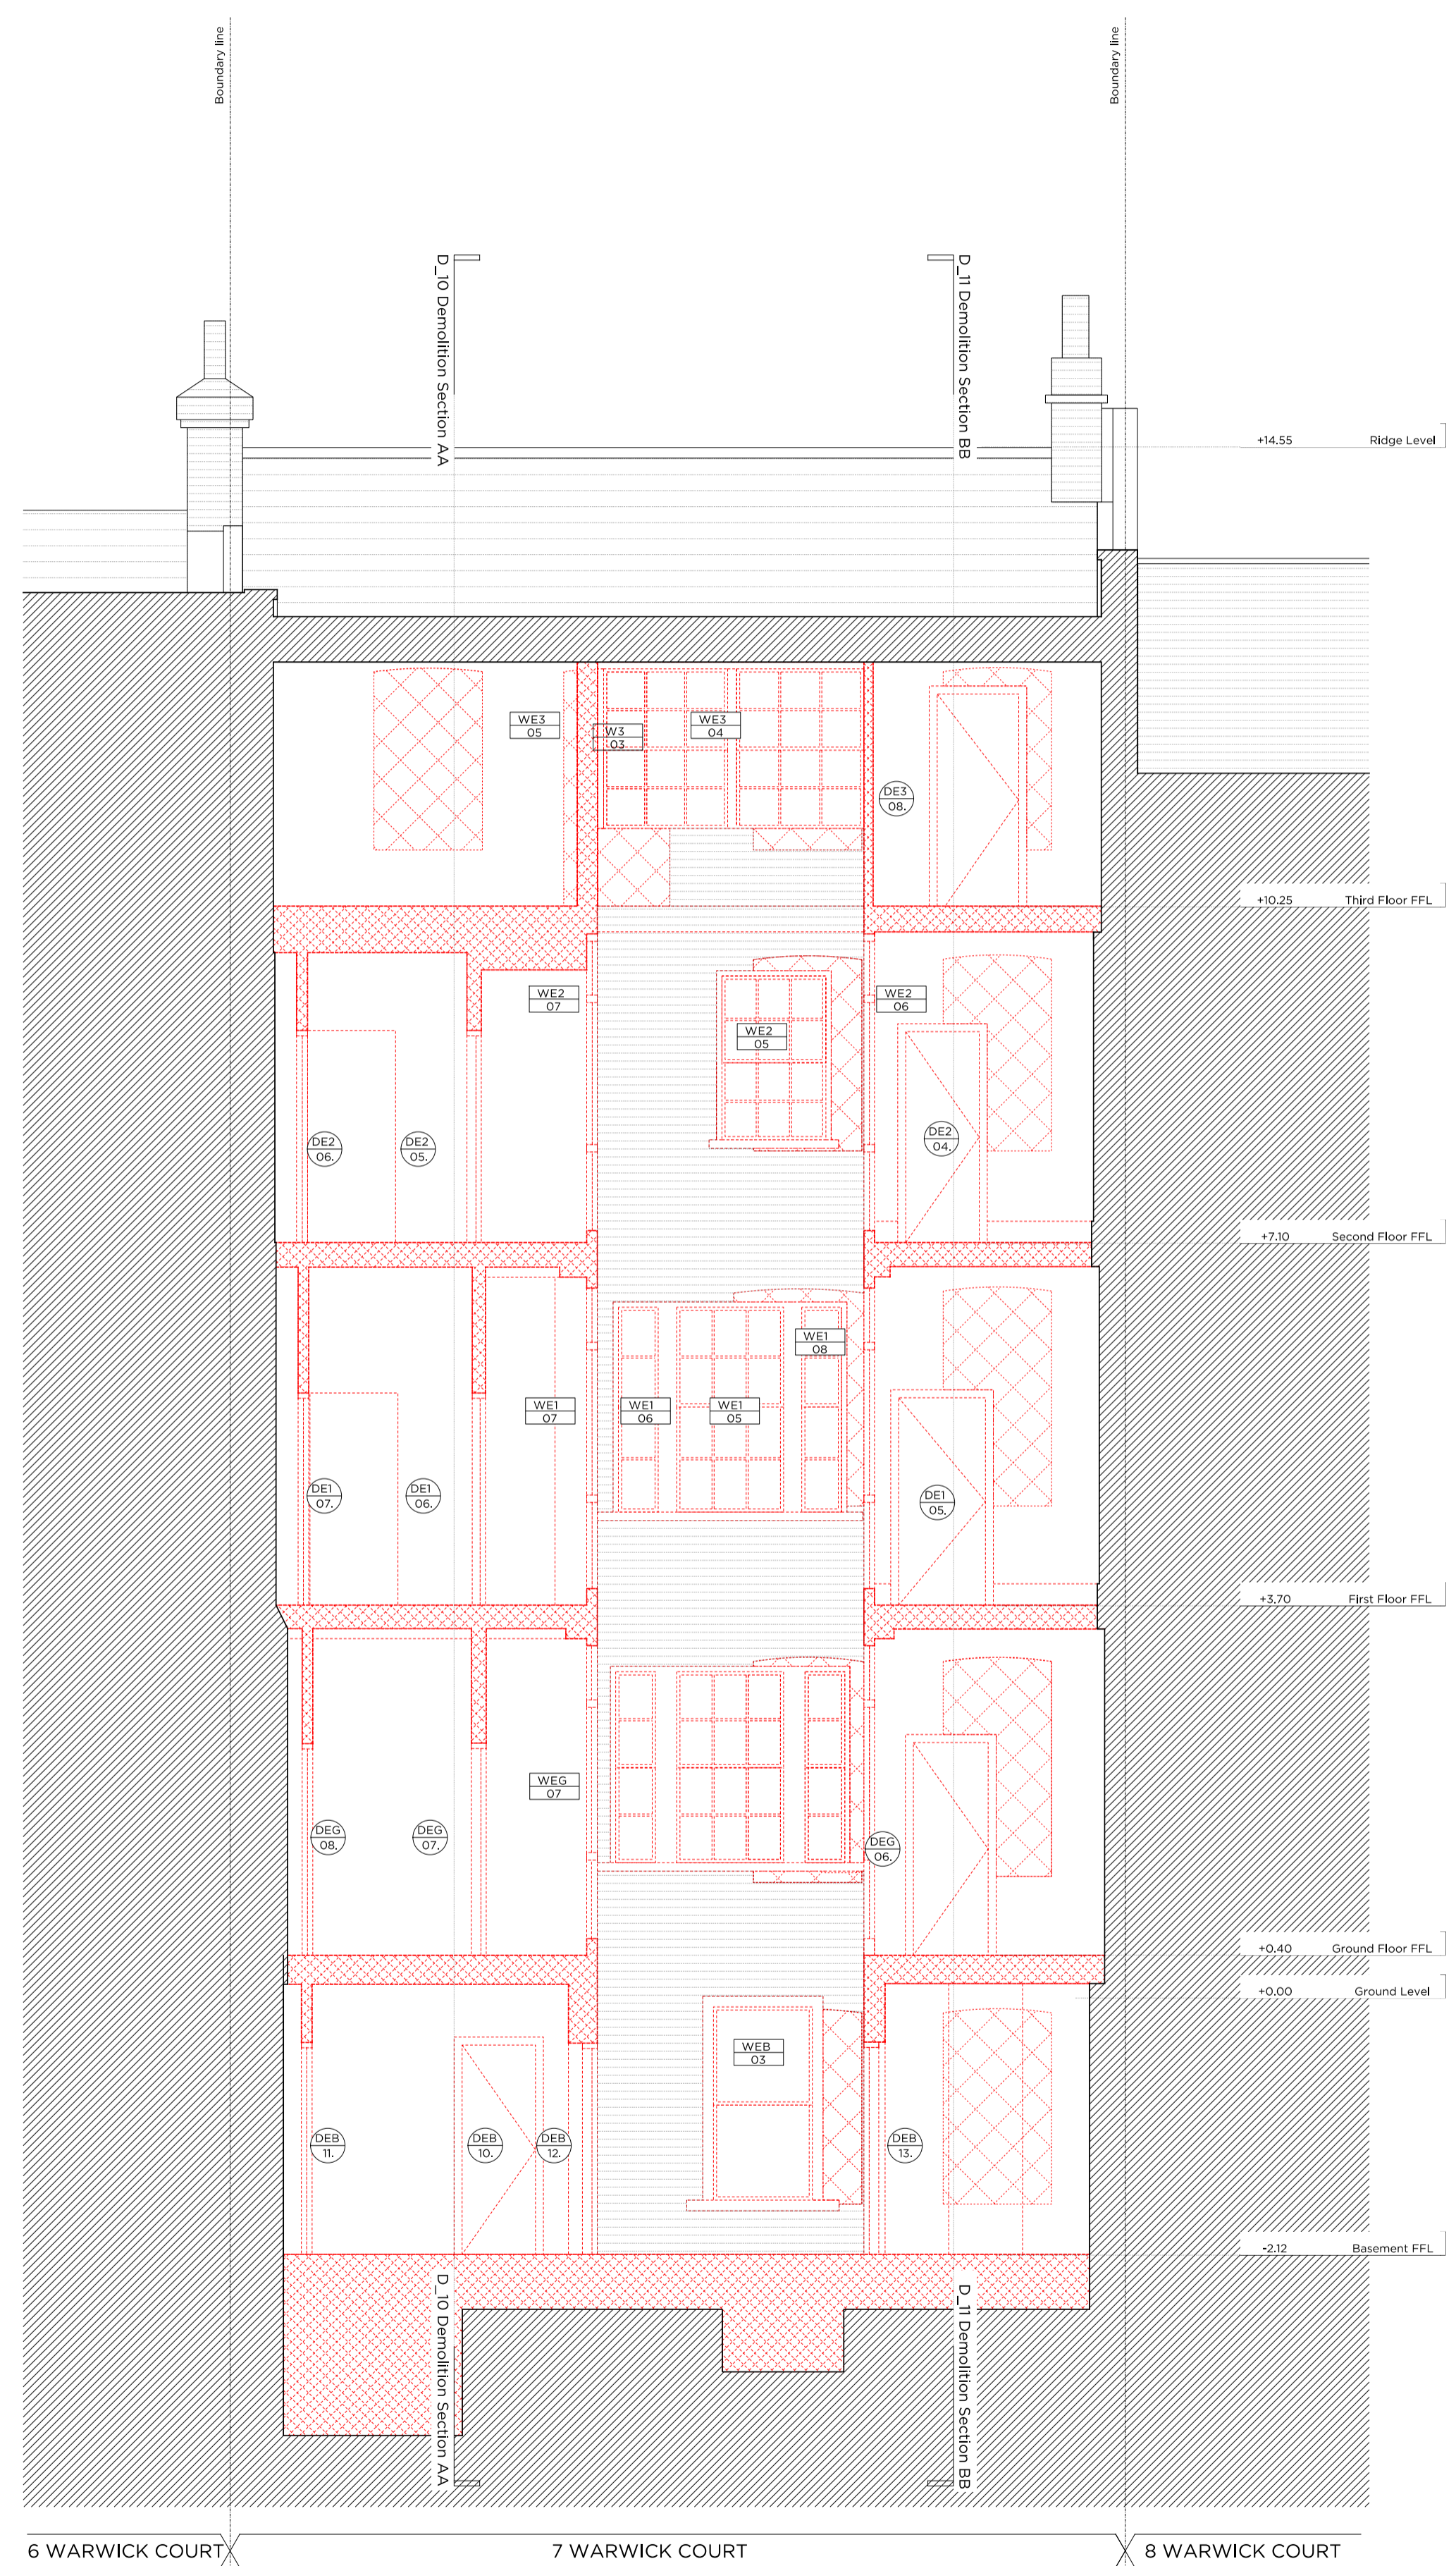 Boundary line
Boundary line
D_10 Demolition Section AA
D_11 Demolition Section BB
+14.55 Ridge Level
WE3
05
W3
03
WE3
04
DE3
08.
+10.25 Third Floor FFL
WE2
07
WE2
06
WE2
05
DE2
06.
DE2
05.
DE2
04.
+7.10 Second Floor FFL
WE1
08
WE1
07
WE1
06
WE1
05
DE1
07.
DE1
06.
DE1
05.
+3.70 First Floor FFL
WEG
07
DEG
08.
DEG
07.
DEG
06.
+0.40 Ground Floor FFL
+0.00 Ground Level
WEB
03
DEB
11.
DEB
10.
DEB
12.
DEB
13.
-2.12 Basement FFL
D_10 Demolition Section AA
D_11 Demolition Section BB
6 WARWICK COURT
7 WARWICK COURT
8 WARWICK COURT